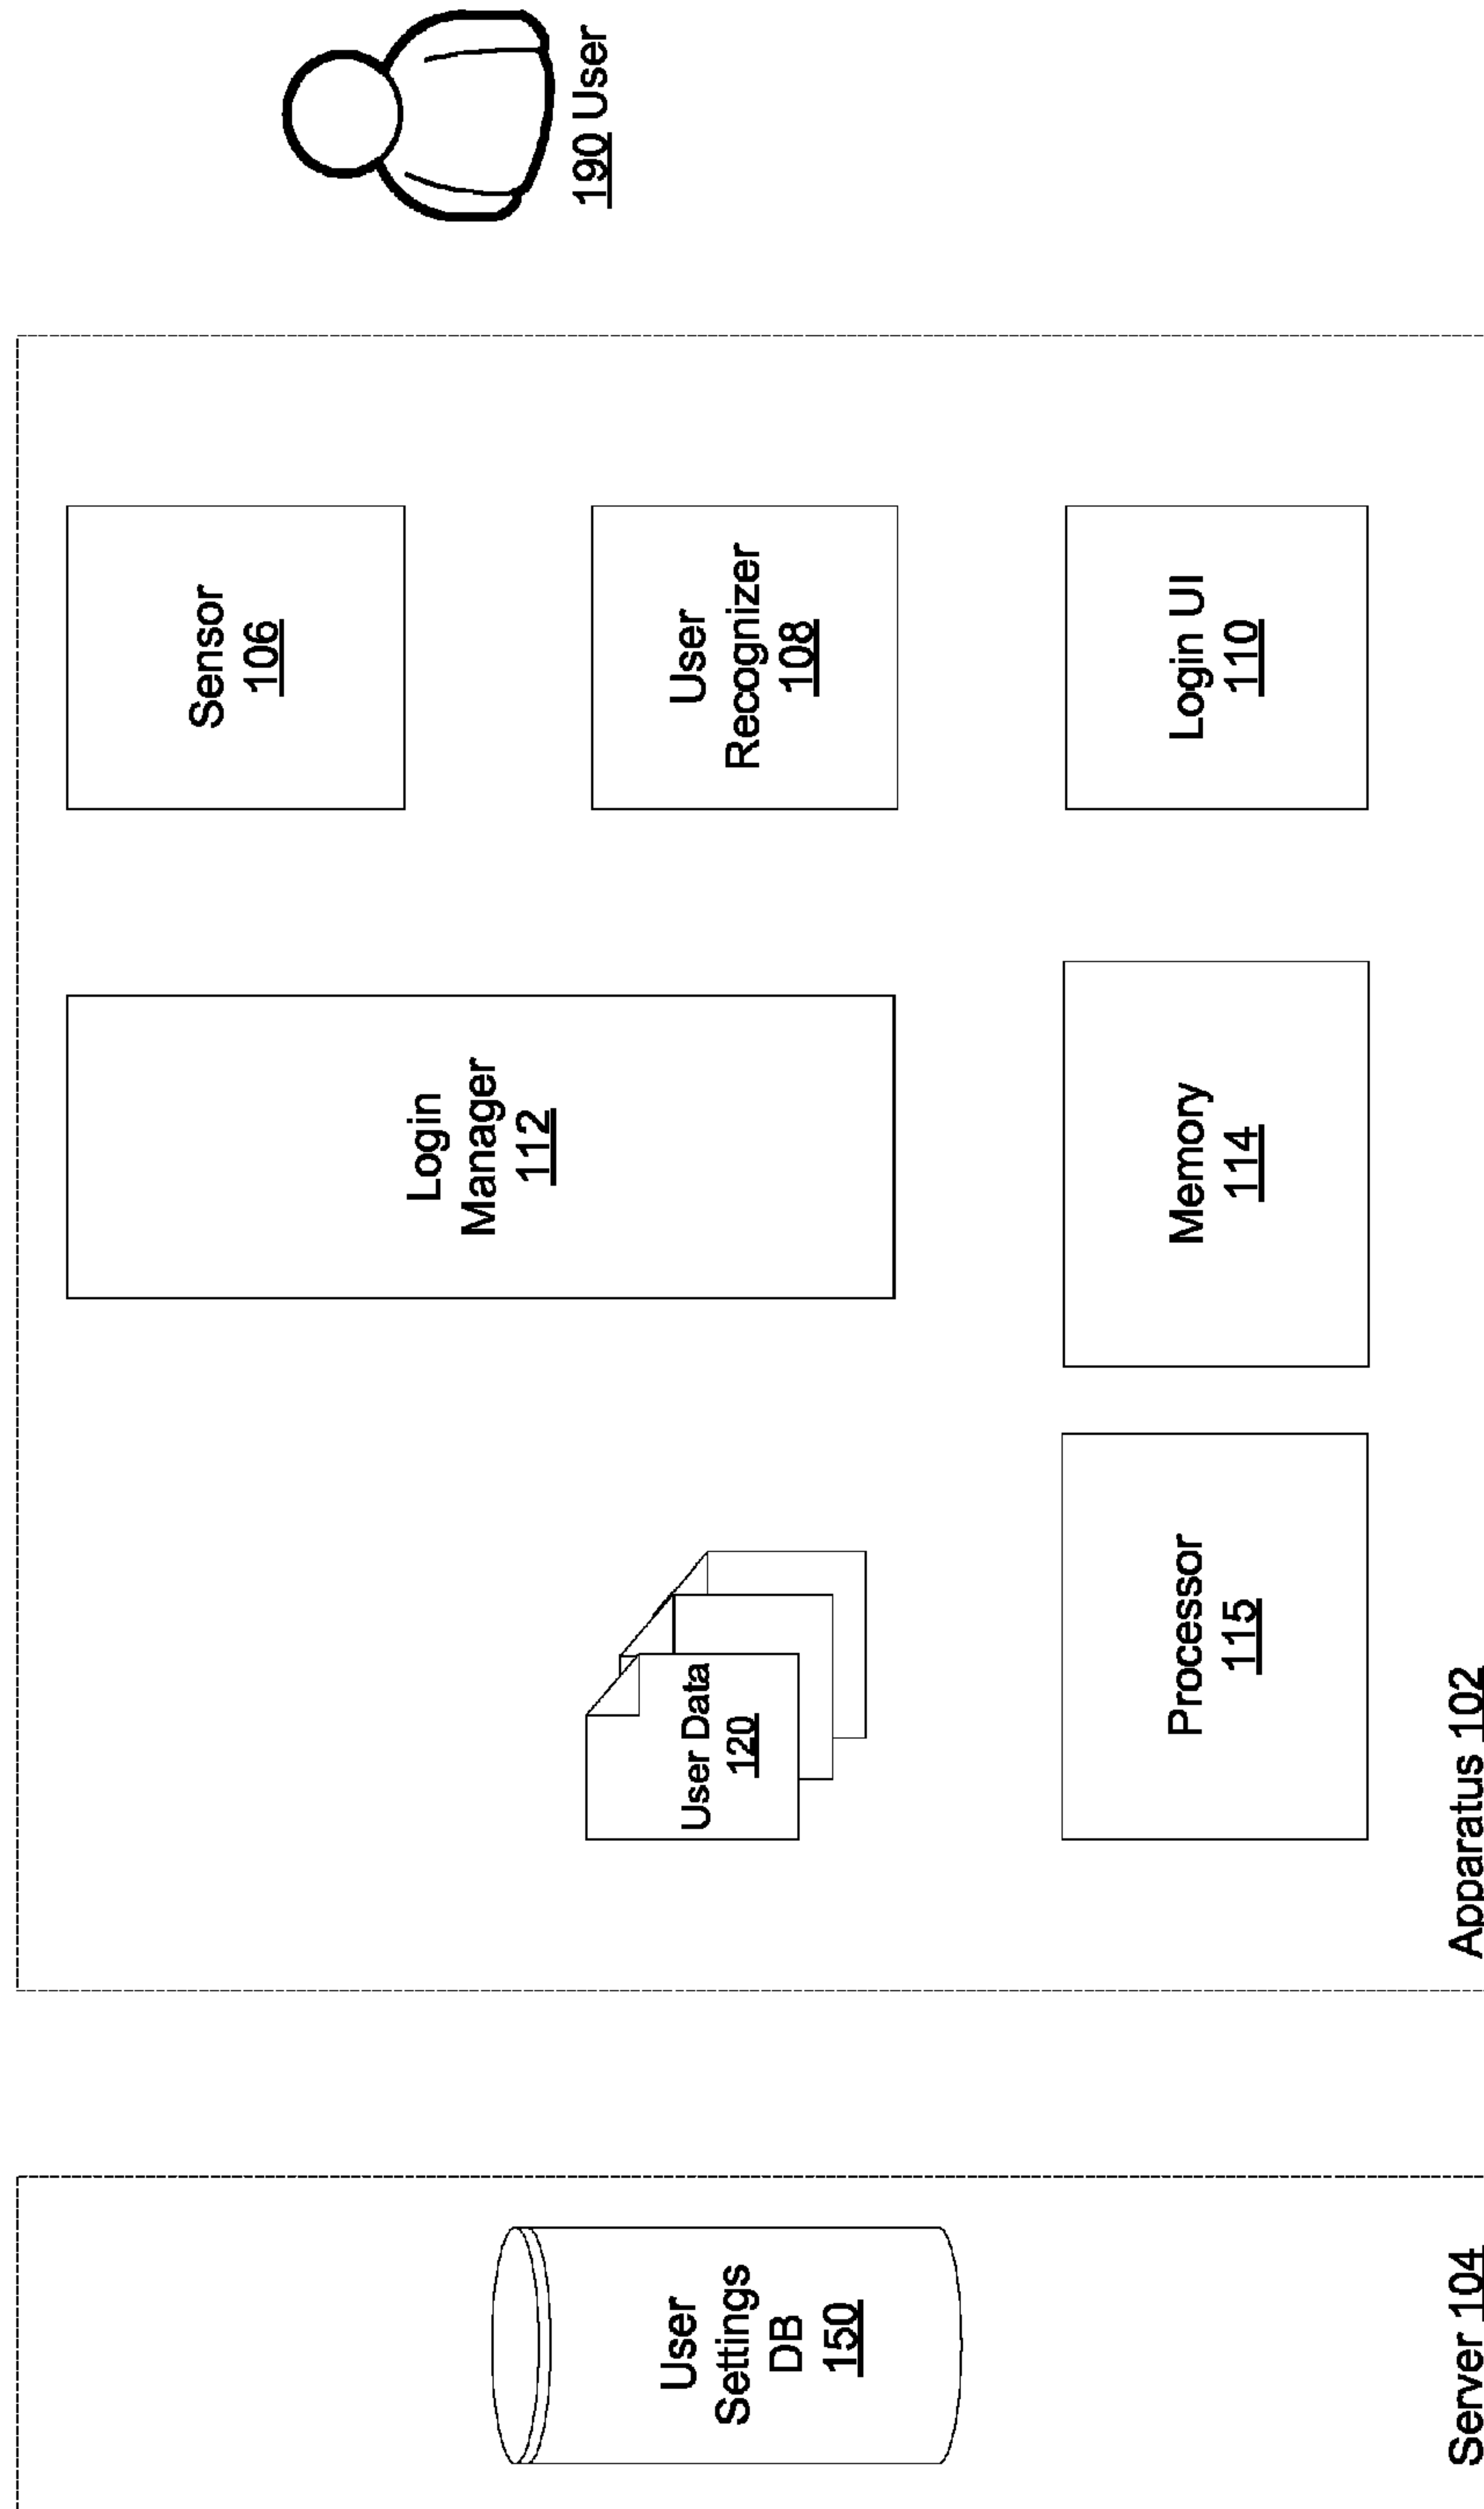 User
Settings
DB
150
Server 104
User Data
120
Processor
115
Apparatus 102
Login
Manager
112
Memory
114
Sensor
106
User
Recognizer
108
Login UI
110
190 User